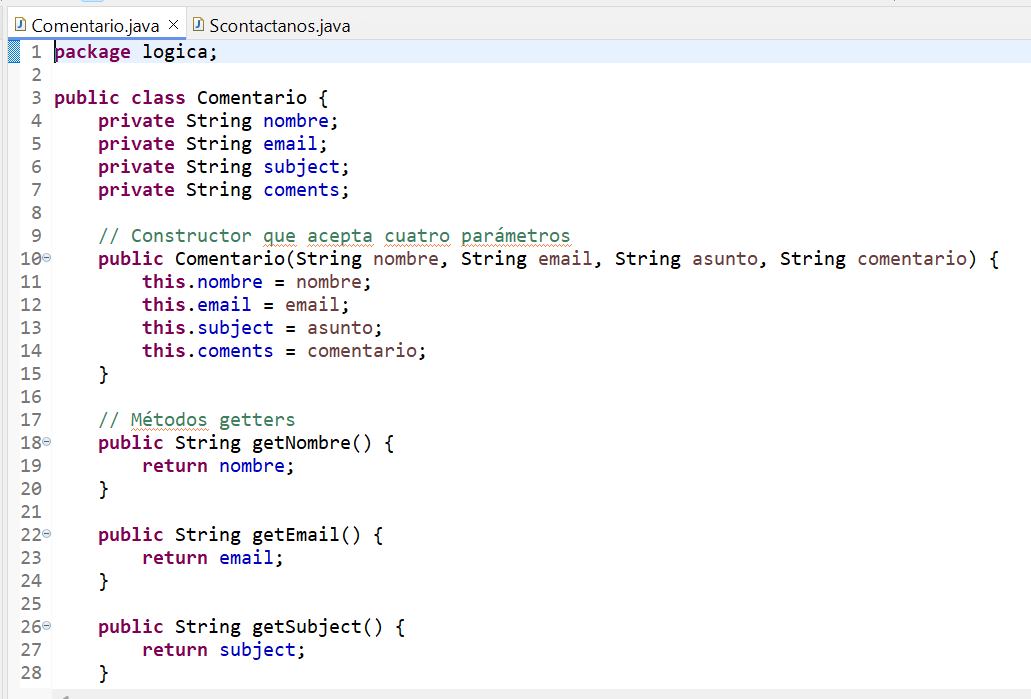 Comentario.java
Scontactanos.java
1 package logica;
2
3 public class Comentario {
4     private String nombre;
5     private String email;
6     private String subject;
7     private String coments;
8
9     // Constructor que acepta cuatro parámetros
10     public Comentario(String nombre, String email, String asunto, String comentario) {
11         this.nombre = nombre;
12         this.email = email;
13         this.subject = asunto;
14         this.coments = comentario;
15     }
16
17     // Métodos getters
18     public String getNombre() {
19         return nombre;
20     }
21
22     public String getEmail() {
23         return email;
24     }
25
26     public String getSubject() {
27         return subject;
28     }